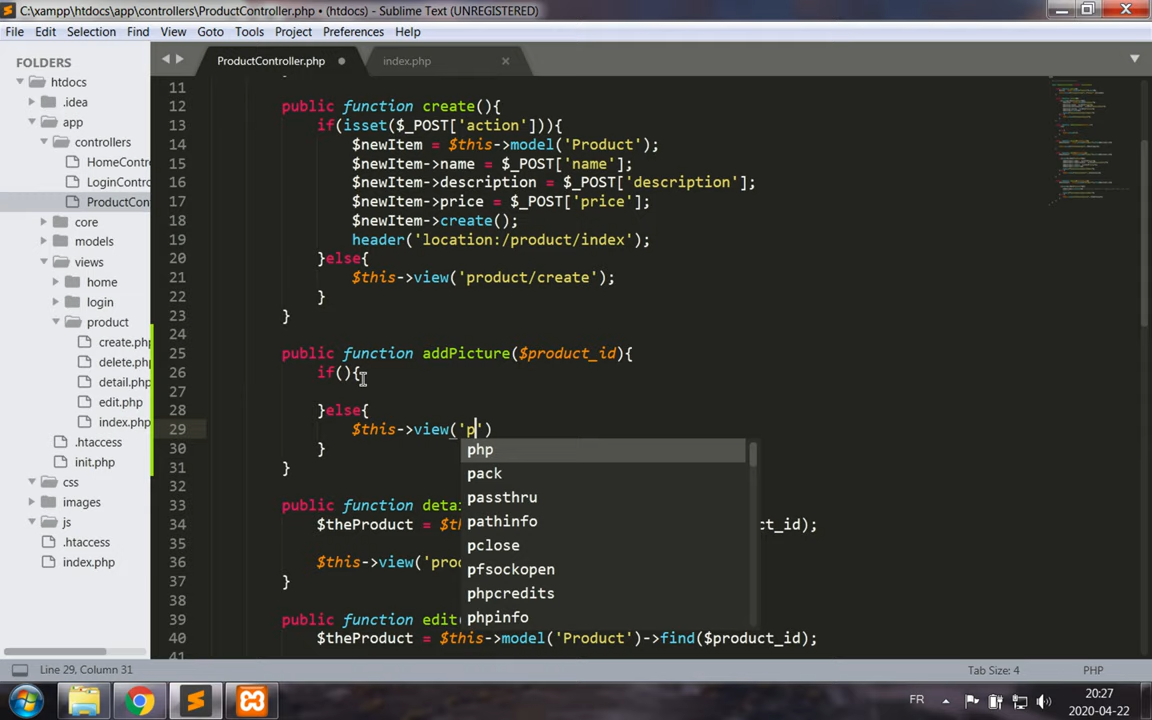 C:\xampp\htdocs\app\controllers\ProductController.php • (htdocs) - Sublime Text (UNREGISTERED)
File Edit Selection Find View Goto Tools Project Preferences Help
FOLDERS
htdocs
.idea
app
controllers
HomeContr
LoginContro
ProductCon
core
models
views
home
login
product
create.php
delete.php
detail.php
edit.php
index.php
.htaccess
init.php
css
images
js
.htaccess
index.php
ProductController.php
index.php
11
12 public function create(){
13 if(isset($_POST['action'])){
14 $newItem = $this->model('Product');
15 $newItem->name = $_POST['name'];
16 $newItem->description = $_POST['description'];
17 $newItem->price = $_POST['price'];
18 $newItem->create();
19 header('location:/product/index');
20 }else{
21 $this->view('product/create');
22 }
23 }
24
25 public function addPicture($product_id){
26 if(){
27
28 }else{
29 $this->view('p')
30 }
31 }
32
33 public function deta
34 $theProduct = $th ct_id);
35
36 $this->view('prod
37 }
38
39 public function edit
40 $theProduct = $this->model('Product')->find($product_id);
41
php
pack
passthru
pathinfo
pclose
pfsockopen
phpcredits
phpinfo
Line 29, Column 31
Tab Size: 4
PHP
FR
20:27
2020-04-22